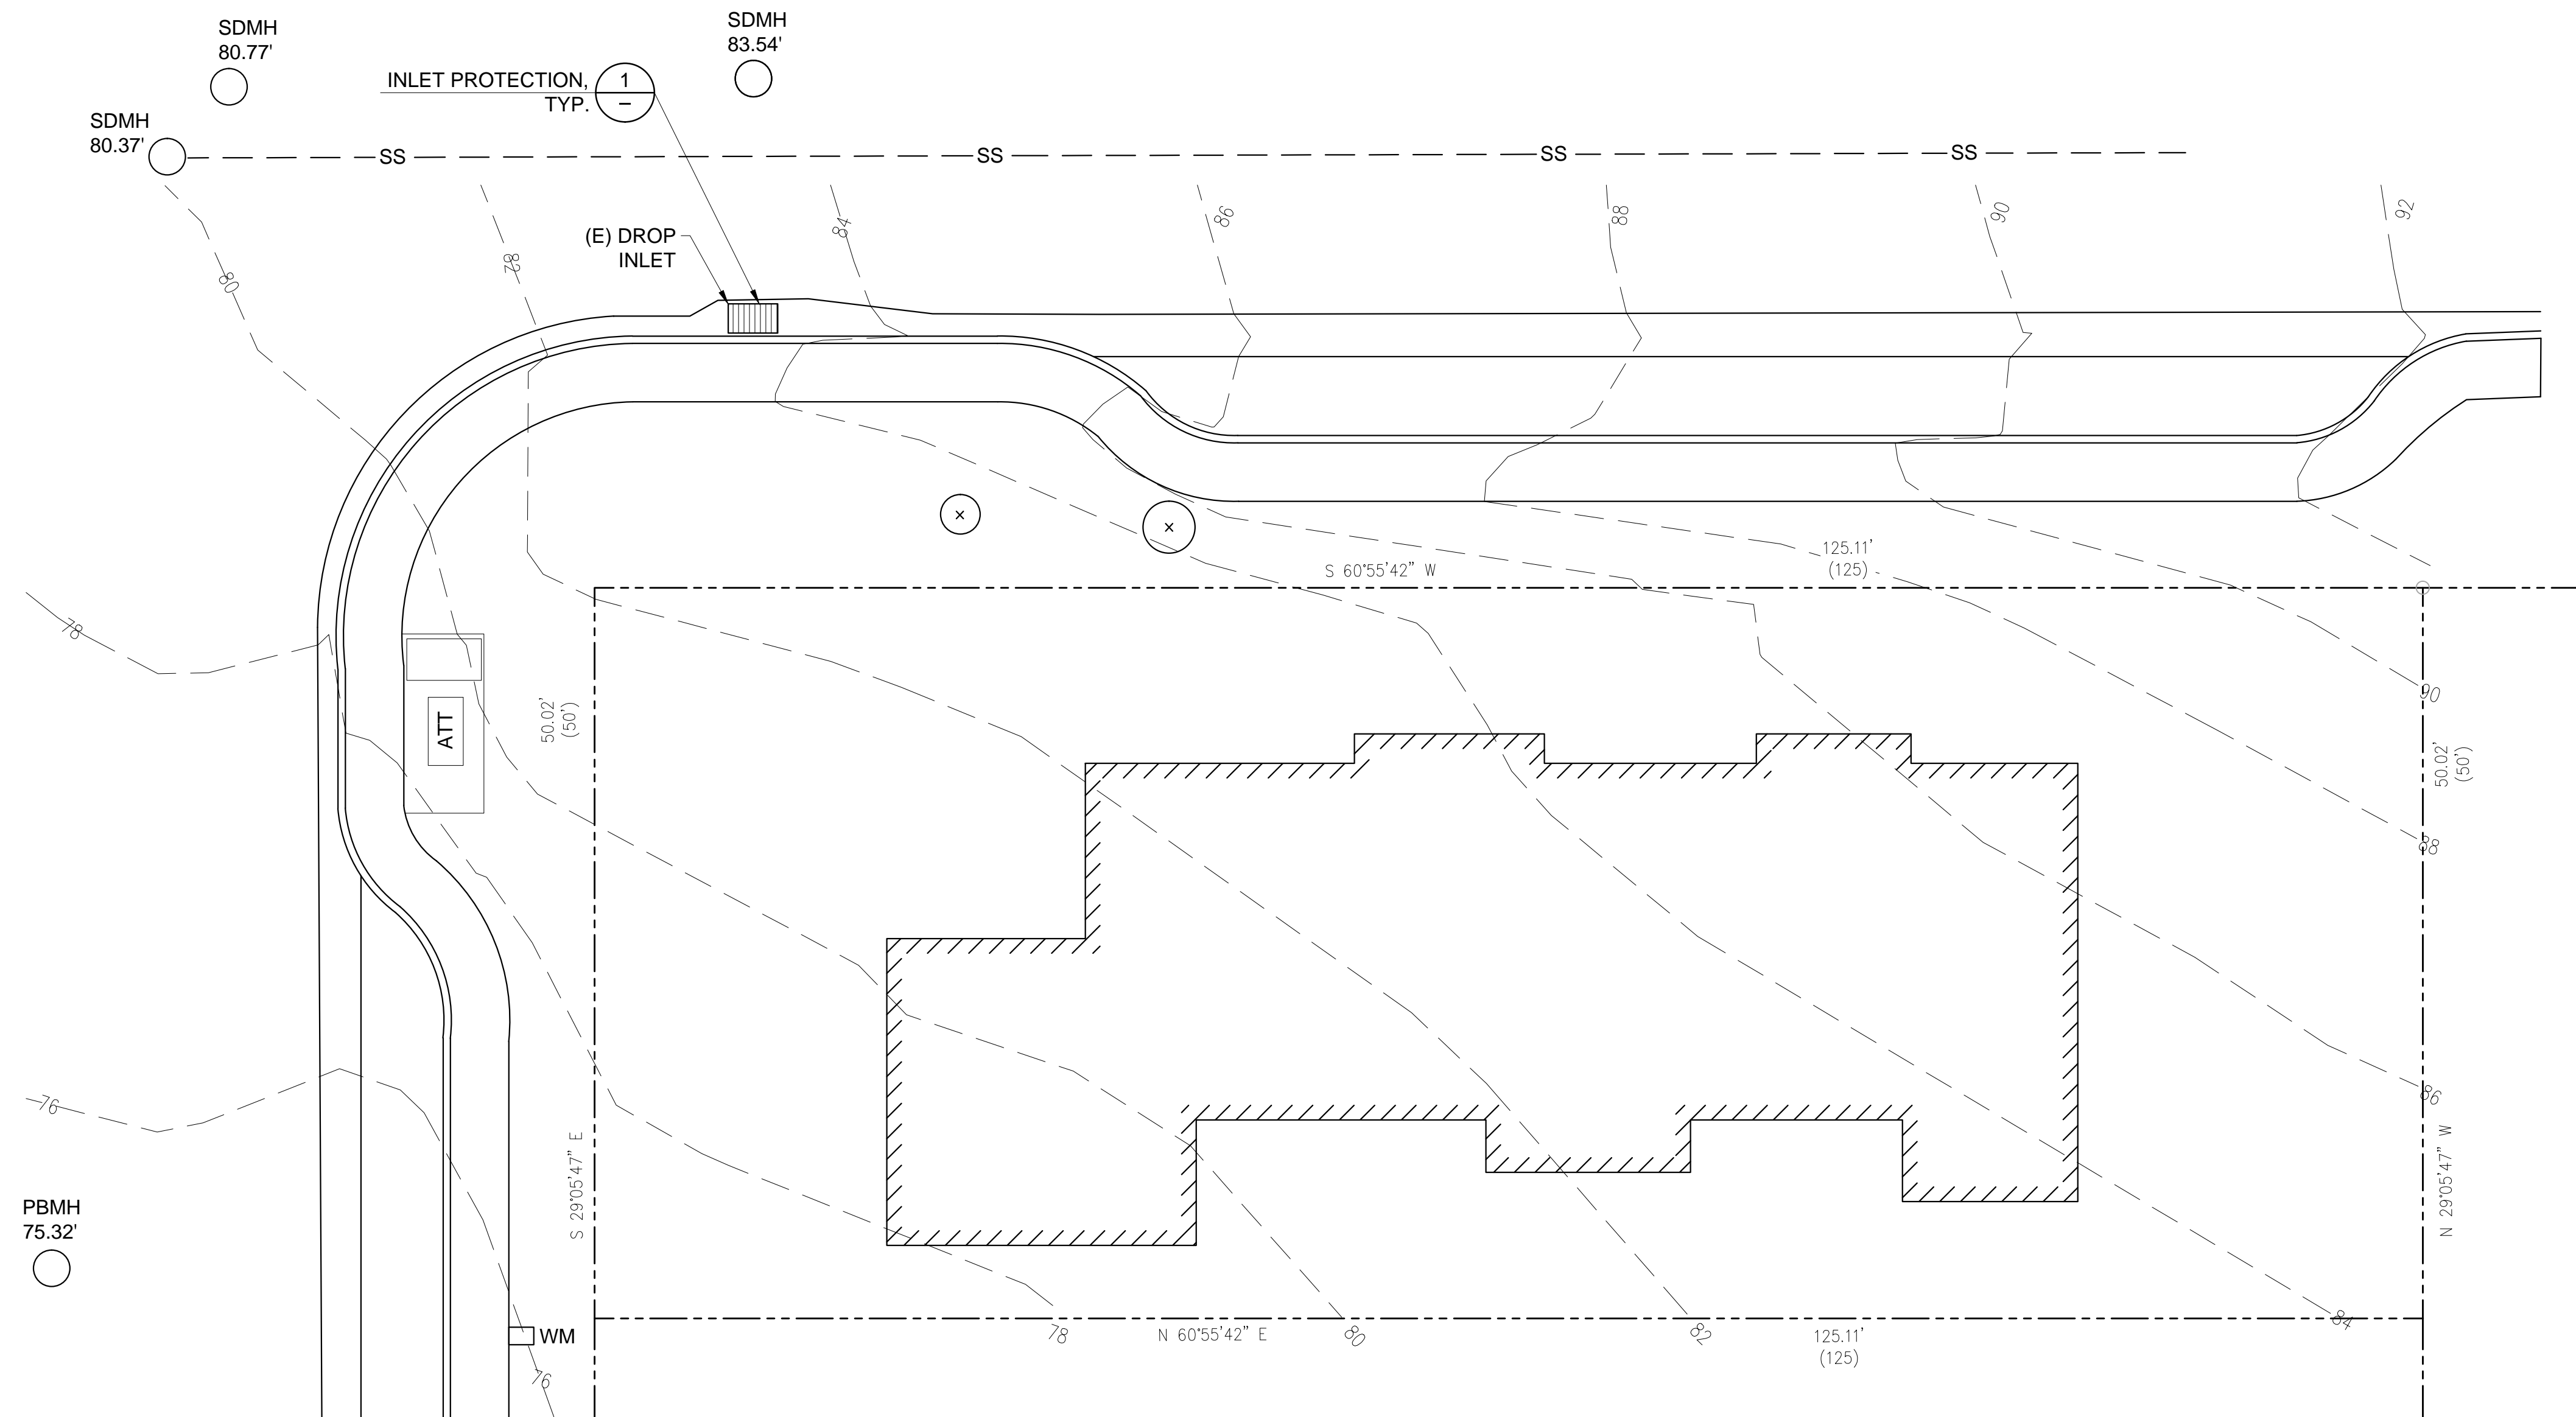 SDMH
80.77'
SDMH
83.54'
INLET PROTECTION,
TYP.
1
–
SDMH
80.37'
SS
SS
SS
SS
(E) DROP
INLET
80
82
84
86
88
90
92
125.11'
(125)
S 60°55'42" W
78
90
50.02'
(50')
ATT
50.02'
(50')
88
76
86
S 29°05'47" E
N 29°05'47" W
PBMH
75.32'
WM
78
N 60°55'42" E
80
82
125.11'
(125)
84
76